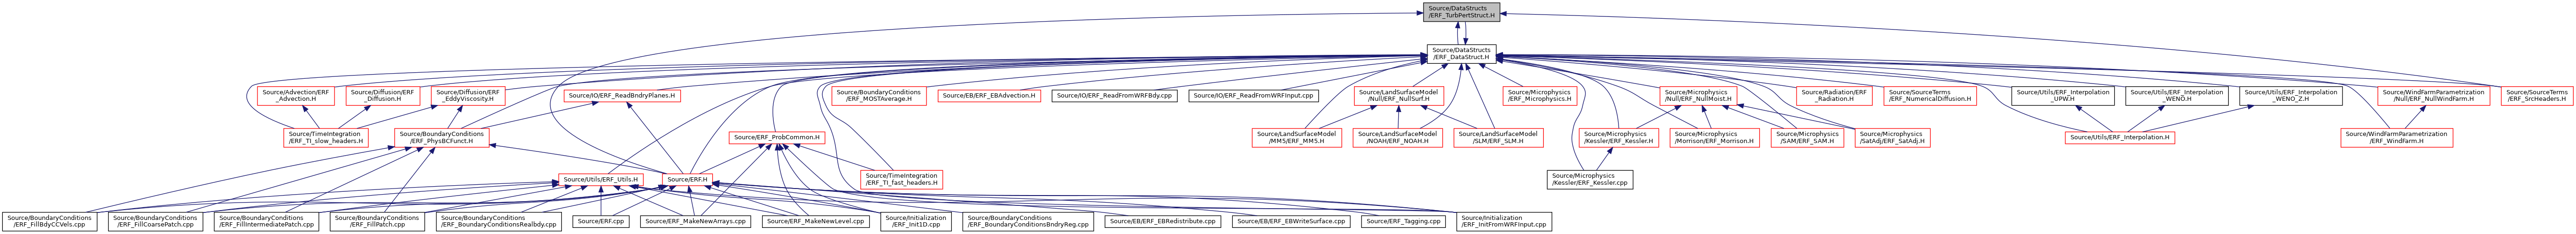 Source/DataStructs
/ERF_TurbPertStruct.H
Source/DataStructs
/ERF_DataStruct.H
Source/Advection/ERF
_Advection.H
Source/Diffusion/ERF
_Diffusion.H
Source/Diffusion/ERF
_EddyViscosity.H
Source/IO/ERF_ReadBndryPlanes.H
Source/BoundaryConditions
/ERF_MOSTAverage.H
Source/EB/ERF_EBAdvection.H
Source/IO/ERF_ReadFromWRFBdy.cpp
Source/IO/ERF_ReadFromWRFInput.cpp
Source/LandSurfaceModel
/Null/ERF_NullSurf.H
Source/Microphysics
/ERF_Microphysics.H
Source/Microphysics
/Null/ERF_NullMoist.H
Source/Radiation/ERF
_Radiation.H
Source/SourceTerms
/ERF_NumericalDiffusion.H
Source/Utils/ERF_Interpolation
_UPW.H
Source/Utils/ERF_Interpolation
_WENO.H
Source/Utils/ERF_Interpolation
_WENO_Z.H
Source/WindFarmParametrization
/Null/ERF_NullWindFarm.H
Source/SourceTerms
/ERF_SrcHeaders.H
Source/TimeIntegration
/ERF_TI_slow_headers.H
Source/BoundaryConditions
/ERF_PhysBCFunct.H
Source/ERF_ProbCommon.H
Source/LandSurfaceModel
/MM5/ERF_MM5.H
Source/LandSurfaceModel
/NOAH/ERF_NOAH.H
Source/LandSurfaceModel
/SLM/ERF_SLM.H
Source/Microphysics
/Kessler/ERF_Kessler.H
Source/Microphysics
/Morrison/ERF_Morrison.H
Source/Microphysics
/SAM/ERF_SAM.H
Source/Microphysics
/SatAdj/ERF_SatAdj.H
Source/Utils/ERF_Interpolation.H
Source/WindFarmParametrization
/ERF_WindFarm.H
Source/Utils/ERF_Utils.H
Source/ERF.H
Source/TimeIntegration
/ERF_TI_fast_headers.H
Source/Microphysics
/Kessler/ERF_Kessler.cpp
Source/BoundaryConditions
/ERF_FillBdyCCVels.cpp
Source/BoundaryConditions
/ERF_FillCoarsePatch.cpp
Source/BoundaryConditions
/ERF_FillIntermediatePatch.cpp
Source/BoundaryConditions
/ERF_FillPatch.cpp
Source/BoundaryConditions
/ERF_BoundaryConditionsRealbdy.cpp
Source/ERF.cpp
Source/ERF_MakeNewArrays.cpp
Source/ERF_MakeNewLevel.cpp
Source/Initialization
/ERF_Init1D.cpp
Source/BoundaryConditions
/ERF_BoundaryConditionsBndryReg.cpp
Source/EB/ERF_EBRedistribute.cpp
Source/EB/ERF_EBWriteSurface.cpp
Source/ERF_Tagging.cpp
Source/Initialization
/ERF_InitFromWRFInput.cpp